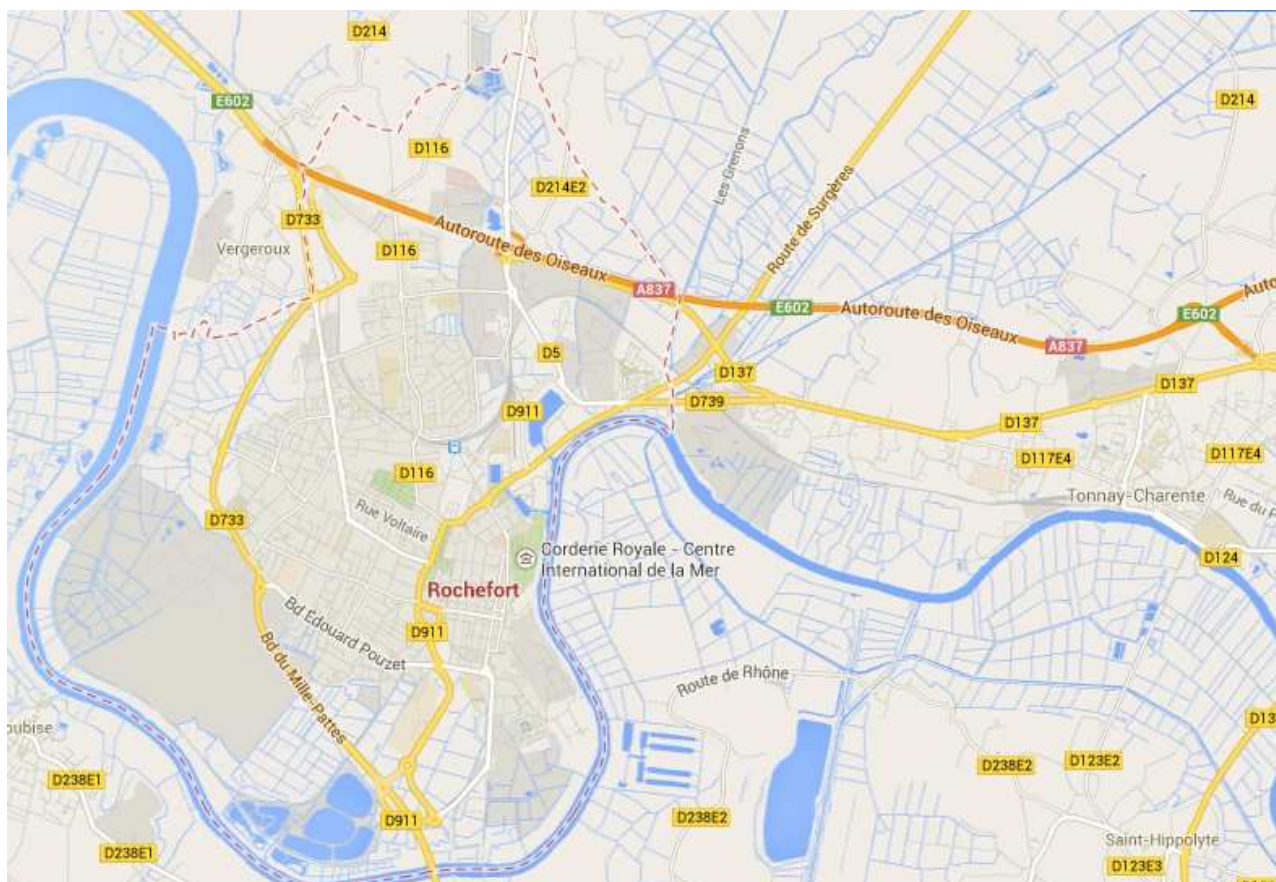 D214
E602
D214
D116
D214E2
Les Grenons
Route de Surgères
D733
Vergeroux
D116
Autoroute des Oiseaux
A837
E602
Autoroute des Oiseaux
E602
A837
D5
D137
D137
D911
D739
D137
D116
D117E4
D117E4
Tonnay-Charente
Rue Voltaire
D733
Corderie Royale - Centre
International de la Mer
D124
Rochefort
Bd Edouard Pouzet
D911
Bd du Mille-Pattes
Route de Rhône
oubise
D238E1
D238E2
D123E2
D911
D238E2
Saint-Hippolyte
D238E1
D123E3